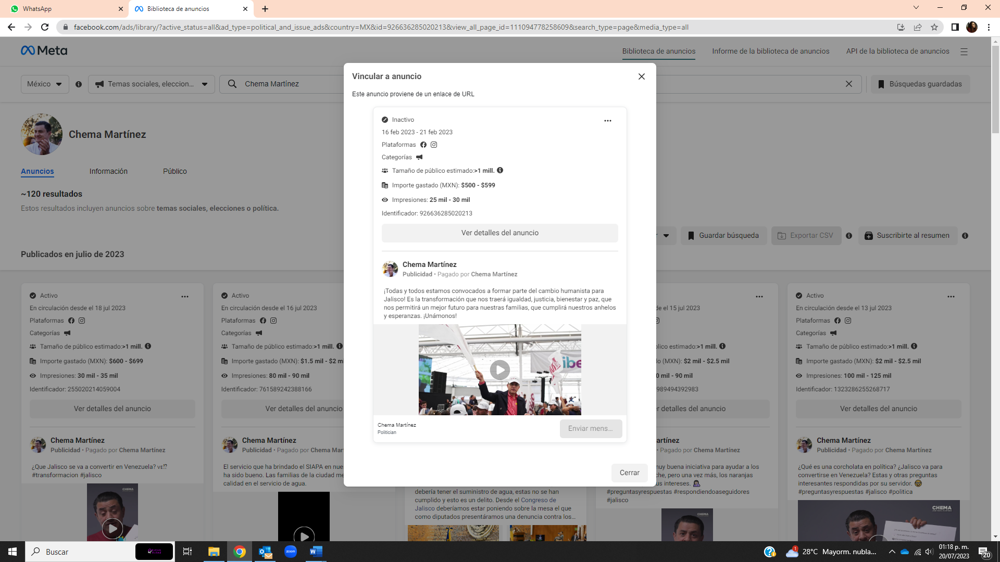 WhatsApp
Biblioteca de anuncios
facebook.com/ads/library/?active_status=all&ad_type=political_and_issue_ads&country=MX&id=926636285020213&view_all_page_id=111094778258609&search_type=page&media_type=all
Meta
Biblioteca de anuncios
Informe de la biblioteca de anuncios
API de la biblioteca de anuncios
México
Temas sociales, eleccion...
Chema Martínez
Búsquedas guardadas
Chema Martínez
Anuncios
Información
Público
~120 resultados
Estos resultados incluyen anuncios sobre temas sociales, elecciones o política.
Guardar búsqueda
Exportar CSV
Suscribirte al resumen
Publicados en julio de 2023
Vincular a anuncio
Este anuncio proviene de un enlace de URL
Inactivo
16 feb 2023 - 21 feb 2023
Plataformas
Categorías
Tamaño de público estimado:>1 mill.
Importe gastado (MXN): $500 - $599
Impresiones: 25 mil - 30 mil
Identificador: 926636285020213
Ver detalles del anuncio
Chema Martínez
Publicidad • Pagado por Chema Martínez
¡Todas y todos estamos convocados a formar parte del cambio humanista para
Jalisco! Es la transformación que nos traerá igualdad, justicia, bienestar y paz, que
nos permitirá un mejor futuro para nuestras familias, que cumplirá nuestros anhelos
y esperanzas. ¡Unámonos!
ibe
Chema Martínez
Politician
Enviar mens...
Cerrar
Activo
En circulación desde el 18 jul 2023
Plataformas
Categorías
Tamaño de público estimado:>1 mill.
Importe gastado (MXN): $600 - $699
Impresiones: 30 mil - 35 mil
Identificador: 255020214059004
Ver detalles del anuncio
Chema Martínez
Publicidad • Pagado por Chema Martínez
¿Que Jalisco se va a convertir en Venezuela? VE⁉
#transformacion #jalisco
CHEMA
Activo
En circulación desde el 16 jul 2023
Plataformas
Categorías
Tamaño de público estimado:>1 mill.
Importe gastado (MXN): $1.5 mil - $2 mi
Impresiones: 80 mil - 90 mil
Identificador: 761589242388166
Ver detalles del anuncio
Chema Martínez
Publicidad • Pagado por Chema Mar
El servicio que ha brindado el SIAPA en nue
ha sido bueno. Las familias de la ciudad me
calidad en el servicio de agua.
debería tener el suministro de agua, estas no se han
cumplido y esto es un delito. Desde el Congreso de
Jalisco deberíamos estar poniendo sobre la mesa el que
como diputados presentáramos una denuncia contra los...
el 15 jul 2023
blico estimado:>1 mill.
do (MXN): $2 mil - $2.5 mil
0 mil - 90 mil
989494392983
r detalles del anuncio
artínez
• Pagado por Chema Martínez
muy buena iniciativa para ayudar a los
che, pero una vez más, los naranjas
us intereses.
#preguntasyrespuestas #respondiendoaseguidores
#jalisco
CHEMA
Activo
En circulación desde el 13 jul 2023
Plataformas
Categorías
Tamaño de público estimado:>1 mill.
Importe gastado (MXN): $2 mil - $2.5 mil
Impresiones: 100 mil - 125 mil
Identificador: 1323286255268717
Ver detalles del anuncio
Chema Martínez
Publicidad • Pagado por Chema Martínez
¿Qué es una corcholata en política? ¿Jalisco va para
convertirse en Venezuela? Estas y otras preguntas
interesantes respondidas por su servidor.
#preguntasyrespuestas #jalisco #politica
CHEMA
Buscar
zoom
1
28°C Mayorm. nubla...
01:18 p. m.
20/07/2023
20